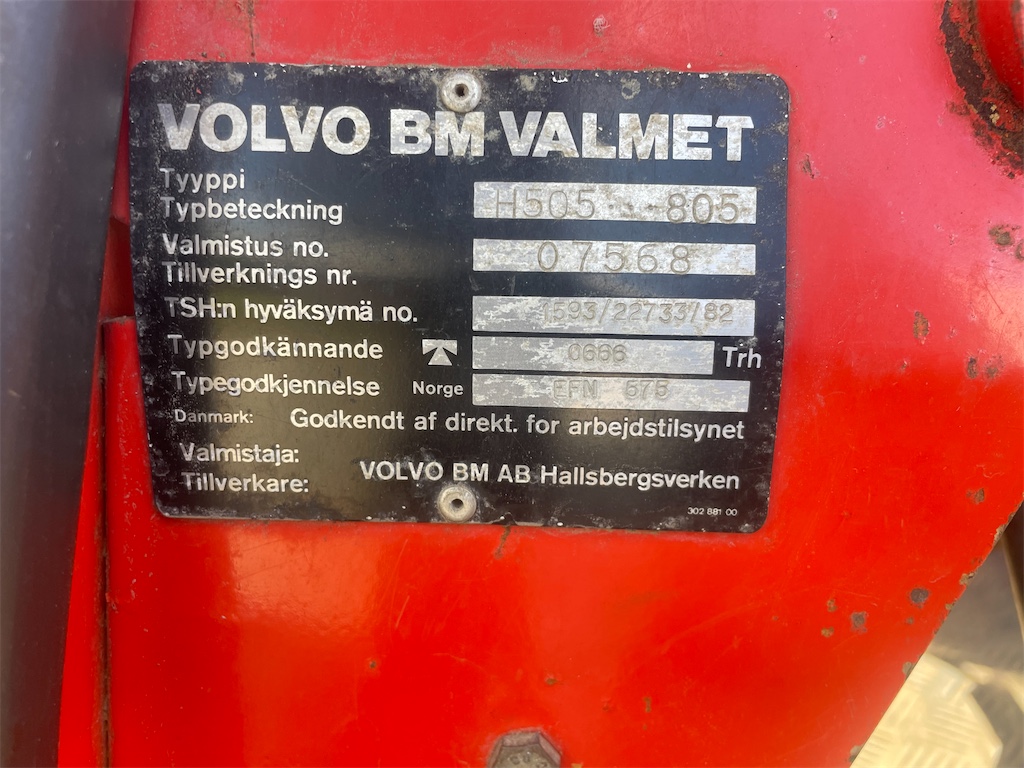 VOLVO BM VALMET
Tyyppi
Typbeteckning H505 - 805
Valmistus no.
Tillverknings nr. 07568
TSH:n hyväksymä no. 1593/22733/82
Typgodkännande 0666 Trh
Typegodkjennelse Norge EFN 675
Danmark: Godkendt af direkt. for arbejdstilsynet
Valmistaja:
Tillverkare: VOLVO BM AB Hallsbergsverken
302 881 00